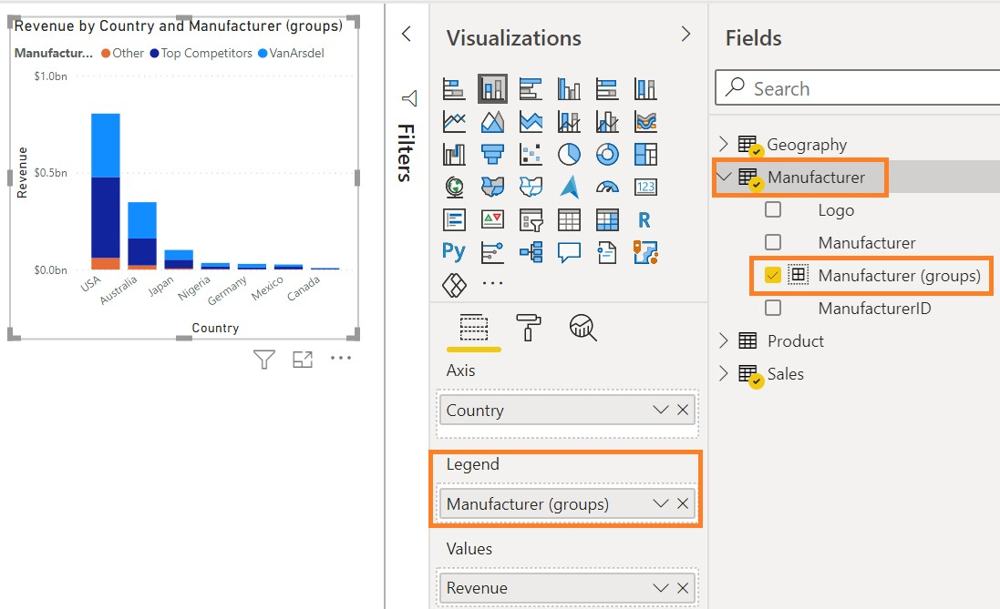 Revenue by Country and Manufacturer (groups)
Manufactur... Other Top Competitors VanArsdel
$1.0bn
$0.5bn
$0.0bn
Revenue
USA
Australia
Japan
Nigeria
Germany
Mexico
Canada
Country
Filters
Visualizations
123
R
Py
Axis
Country
Legend
Manufacturer (groups)
Values
Revenue
Fields
Search
Geography
Manufacturer
Logo
Manufacturer
Manufacturer (groups)
ManufacturerID
Product
Sales